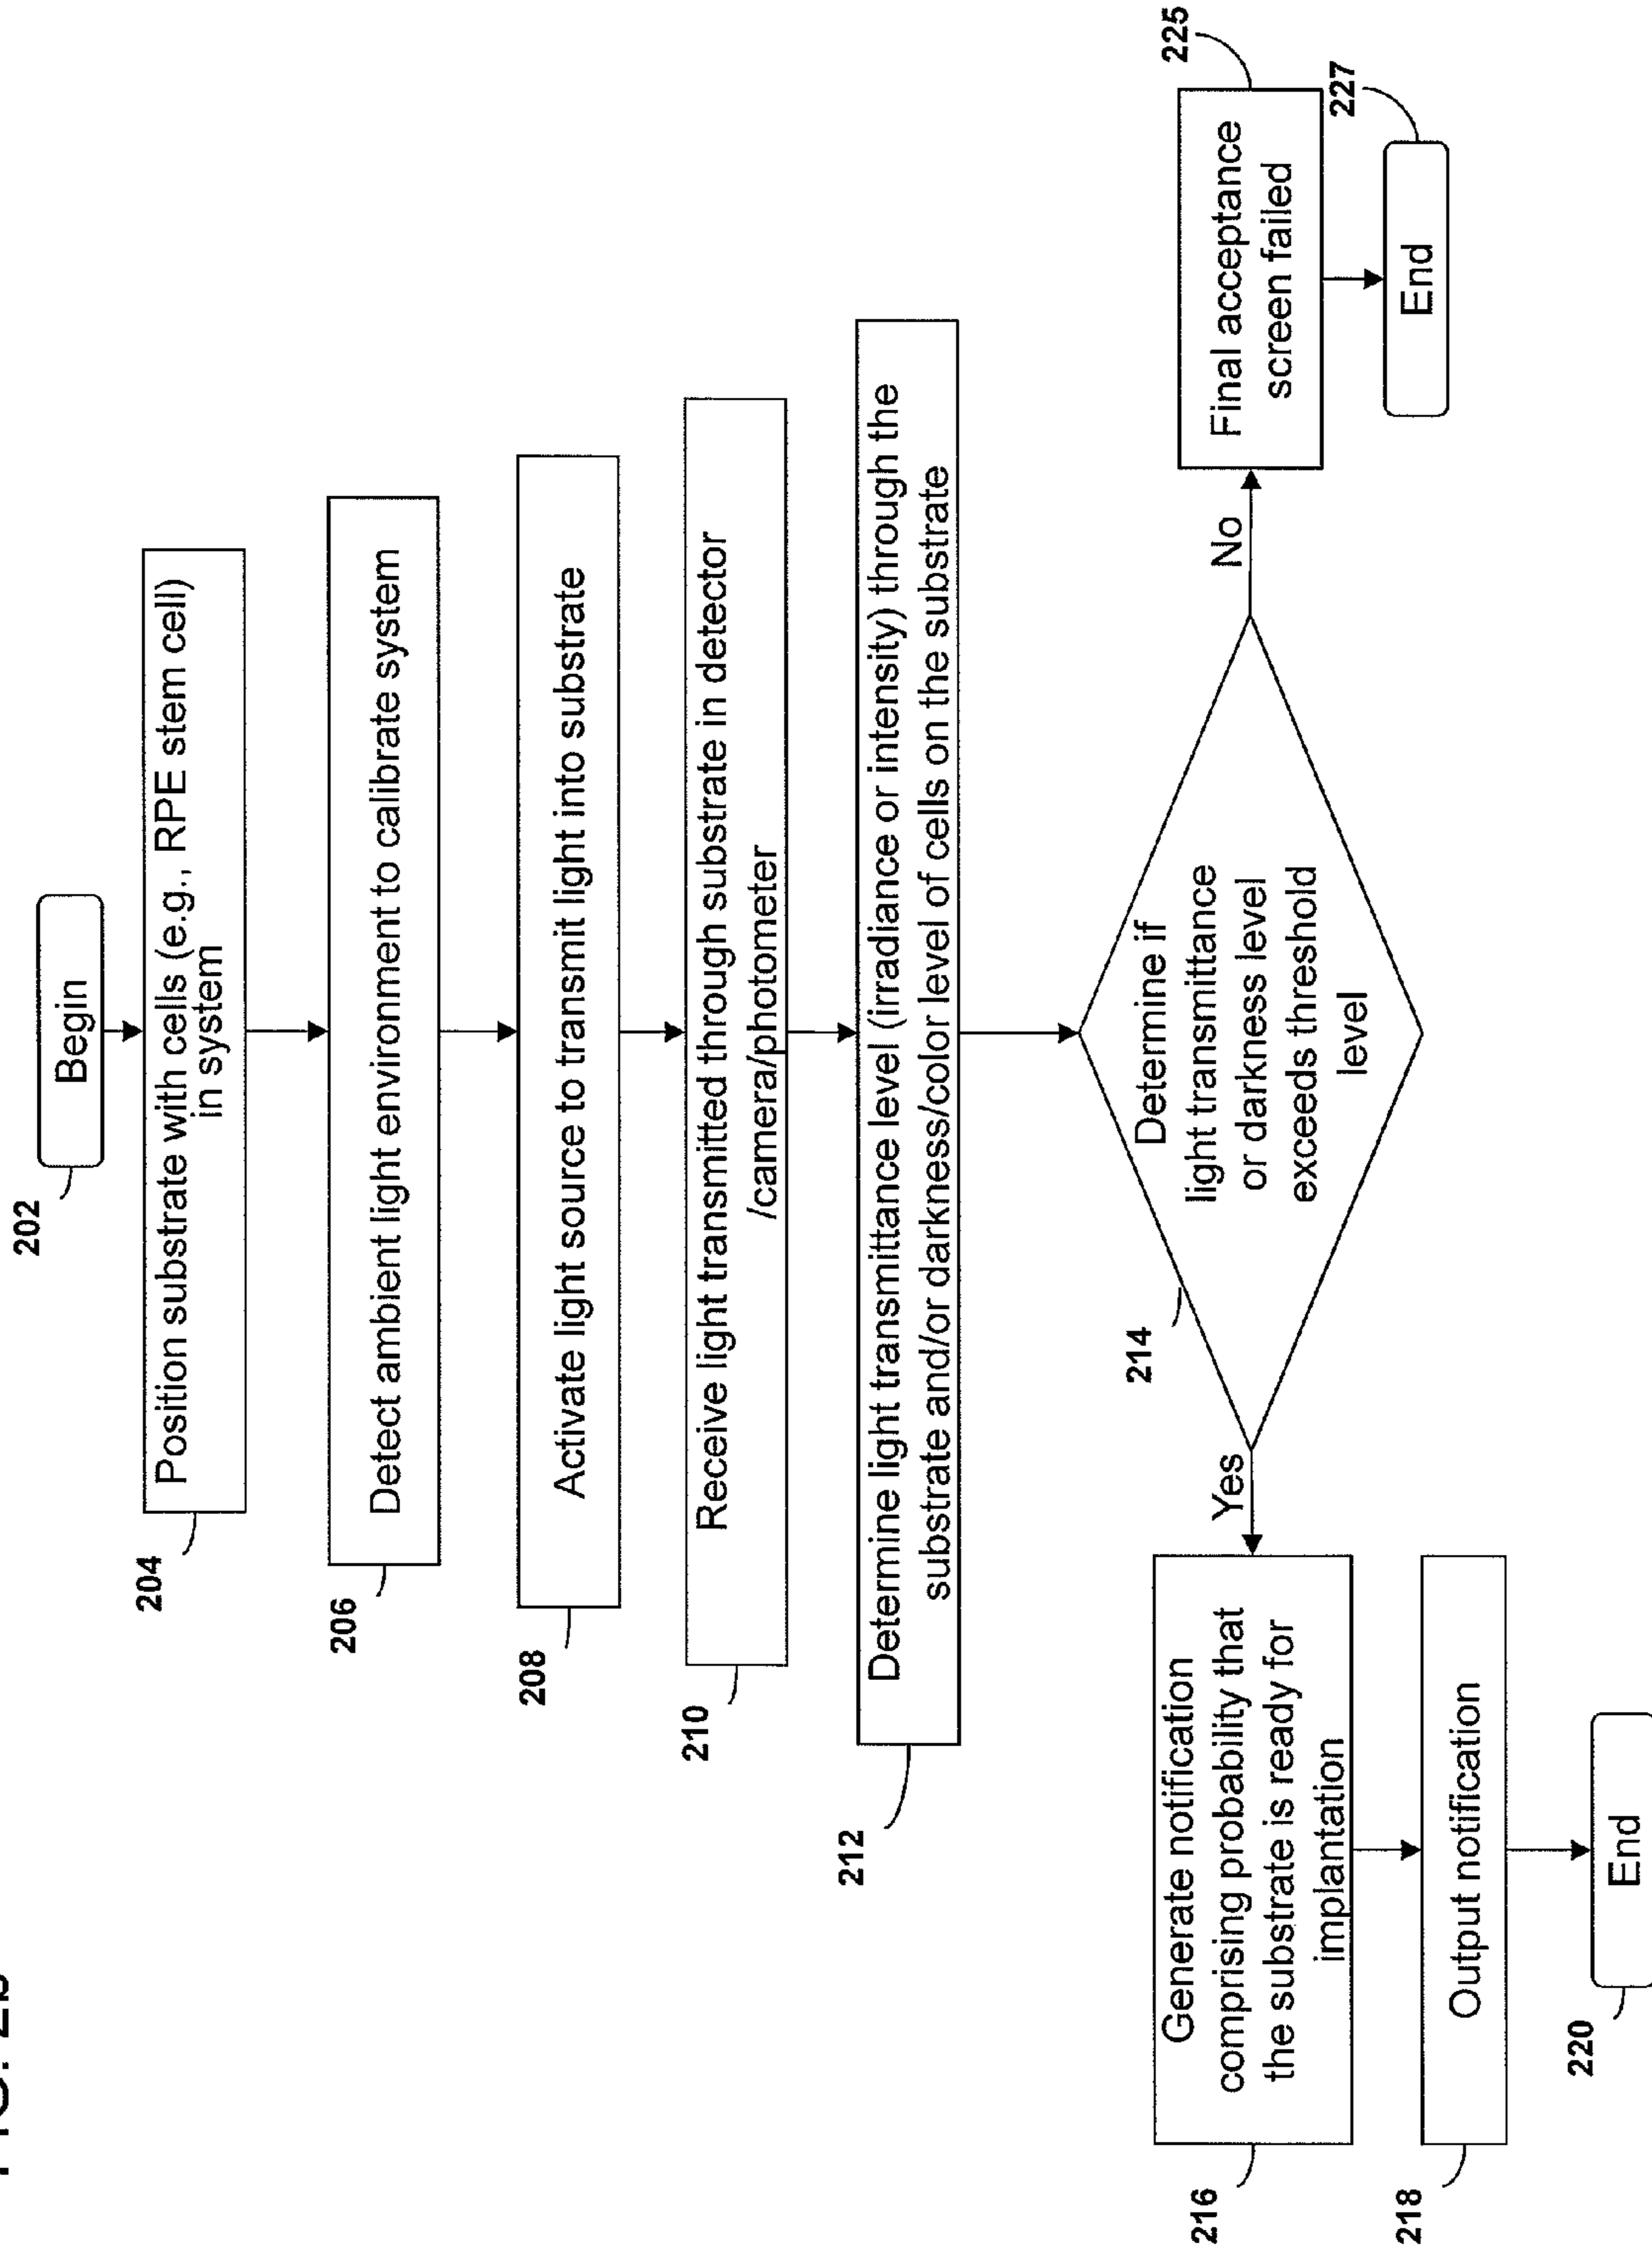 FIG. 2b
202
Begin
204
Position substrate with cells (e.g., RPE stem cell)
in system
206
Detect ambient light environment to calibrate system
208
Activate light source to transmit light into substrate
210
Receive light transmitted through substrate in detector
/camera/photometer
212
Determine light transmittance level (irradiance or intensity) through the
substrate and/or darkness/color level of cells on the substrate
214
Determine if
light transmittance
or darkness level
exceeds threshold
level
Yes
No
216
Generate notification
comprising probability that
the substrate is ready for
implantation
218
Output notification
220
End
225
Final acceptance
screen failed
227
End